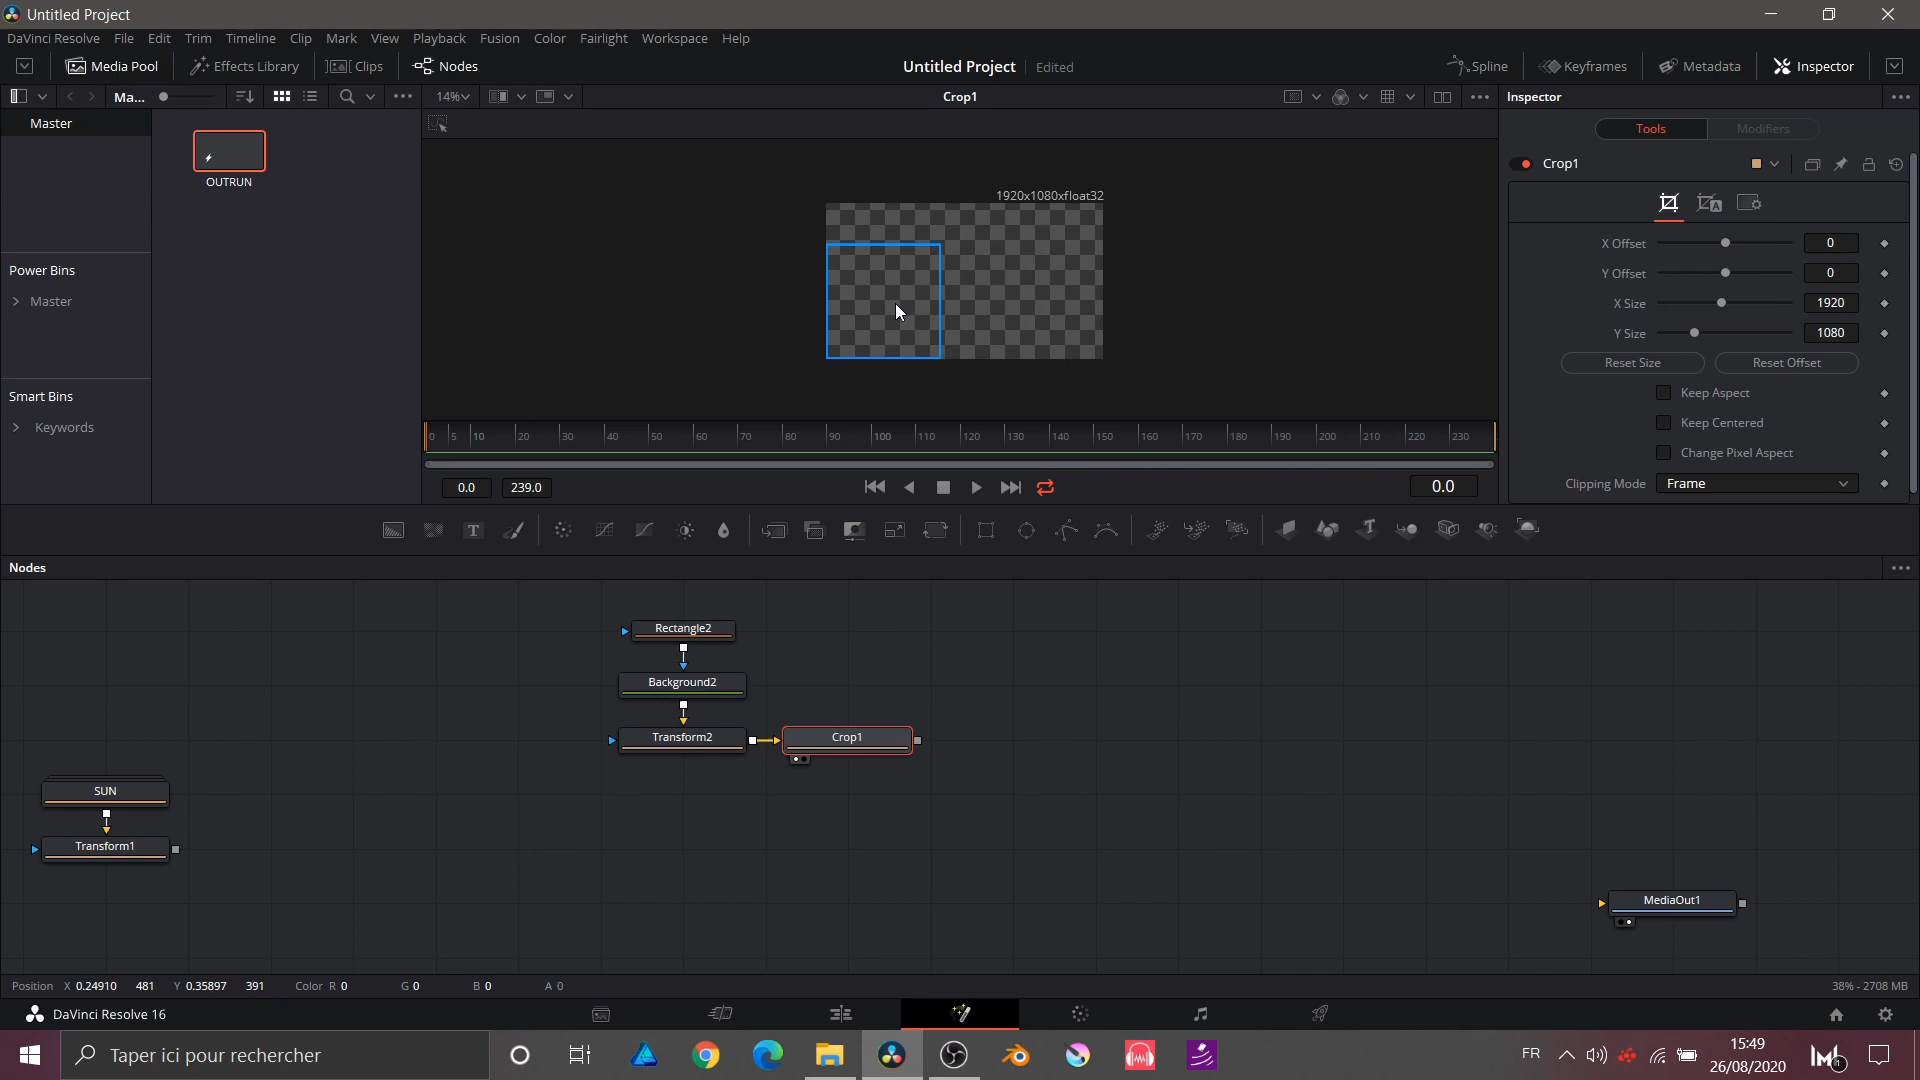 Untitled Project
DaVinci Resolve File Edit Trim Timeline Clip Mark View Playback Fusion Color Fairlight Workspace Help
Media Pool Effects Library Clips Nodes Untitled Project Edited Spline Keyframes Metadata Inspector
Ma... 14% Crop1 Inspector
Master
Tools Modifiers
OUTRUN
Crop1
1920x1080xfloat32
X Offset 0
Y Offset 0
X Size 1920
Y Size 1080
Reset Size Reset Offset
Keep Aspect
Keep Centered
Change Pixel Aspect
Clipping Mode Frame
Power Bins
Master
Smart Bins
Keywords
0 5 10 20 30 40 50 60 70 80 90 100 110 120 130 140 150 160 170 180 190 200 210 220 230
0.0 239.0 0.0
Nodes
Rectangle2
Background2
Transform2 Crop1
SUN
Transform1
MediaOut1
Position X 0.24910 481 Y 0.35897 391 Color R 0 G 0 B 0 A 0 38% - 2708 MB
DaVinci Resolve 16
Taper ici pour rechercher
FR
15:49
26/08/2020
1